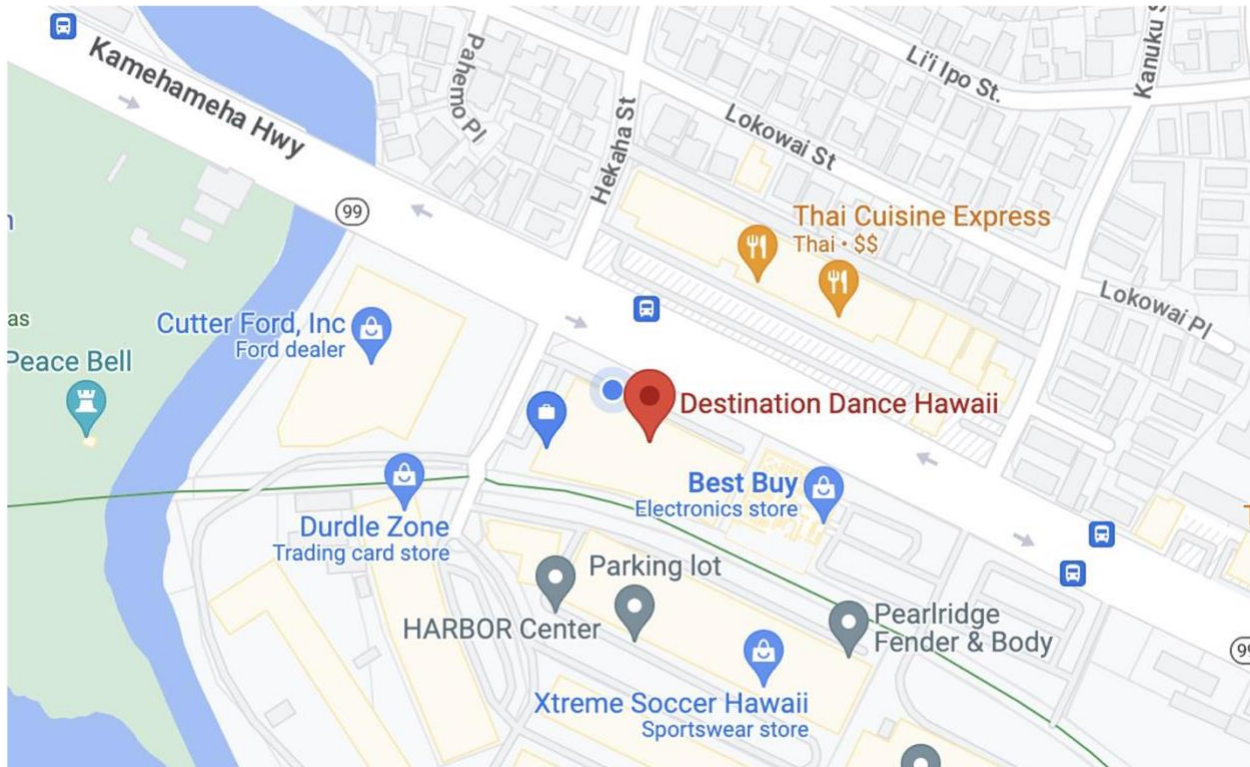 Kamehameha Hwy
Pahemo Pl
Hekaha St
Li'i Ipo St.
Lokowai St
99
Thai Cuisine Express
Thai • $$
Lokowai Pl
Cutter Ford, Inc
Ford dealer
as
Peace Bell
Destination Dance Hawaii
Best Buy
Electronics store
Durdle Zone
Trading card store
Parking lot
HARBOR Center
Pearlridge
Fender & Body
Xtreme Soccer Hawaii
Sportswear store